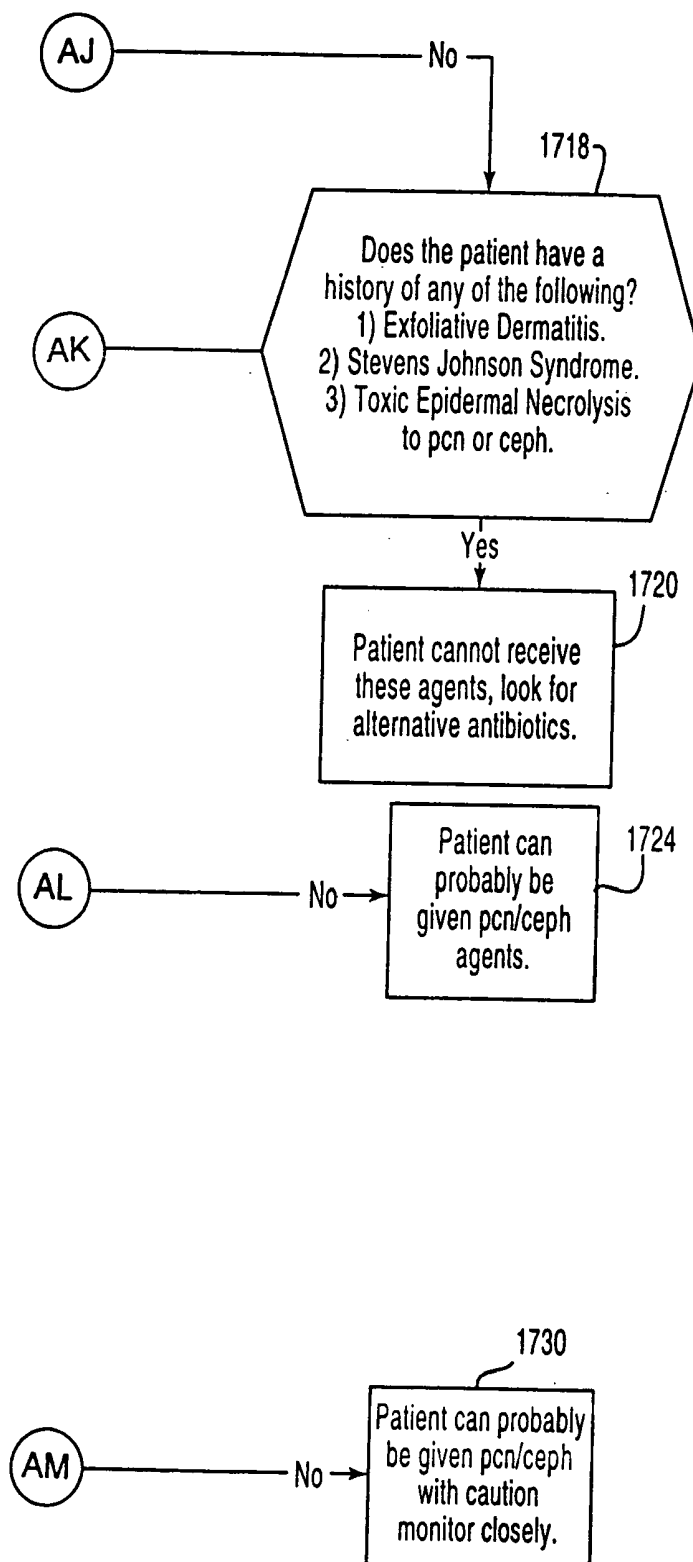 AJ
No
1718
Does the patient have a
history of any of the following?
1) Exfoliative Dermatitis.
2) Stevens Johnson Syndrome.
3) Toxic Epidermal Necrolysis
to pcn or ceph.
AK
Yes
1720
Patient cannot receive
these agents, look for
alternative antibiotics.
AL
No
1724
Patient can
probably be
given pcn/ceph
agents.
1730
AM
No
Patient can probably
be given pcn/ceph
with caution
monitor closely.